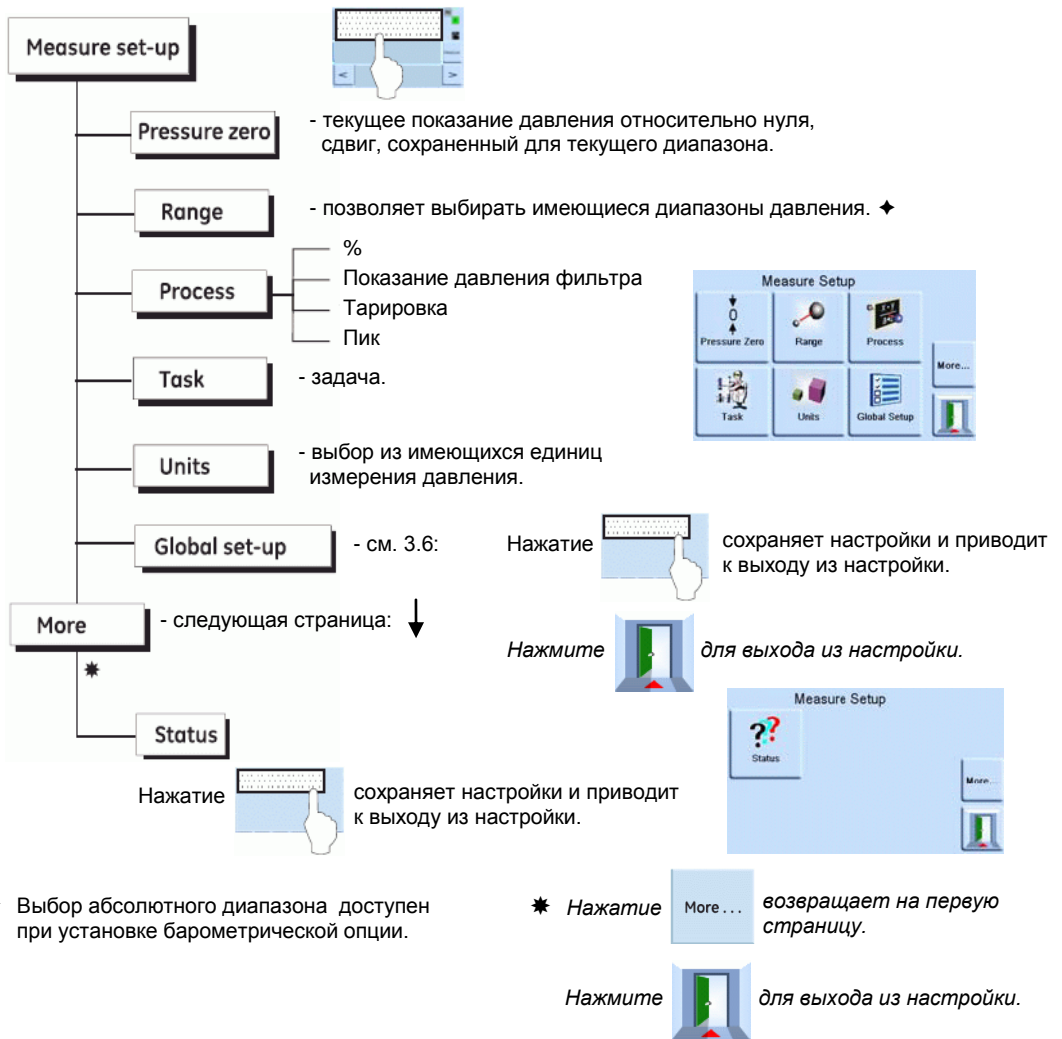 Measure set-up
<
>
Pressure zero
- текущее показание давления относительно нуля,
сдвиг, сохраненный для текущего диапазона.
Range
- позволяет выбирать имеющиеся диапазоны давления. ✦
Process
%
Показание давления фильтра
Тарировка
Пик
Measure Setup
0
Pressure Zero
Range
Process
More...
Task
Units
Global Setup
Task
- задача.
Units
- выбор из имеющихся единиц
измерения давления.
Global set-up
- см. 3.6:
Нажатие
сохраняет настройки и приводит
к выходу из настройки.
More
- следующая страница:
✸
Нажмите
для выхода из настройки.
Status
Measure Setup
???
Status
More...
Нажатие
сохраняет настройки и приводит
к выходу из настройки.
Выбор абсолютного диапазона доступен
при установке барометрической опции.
✸ Нажатие
More...
возвращает на первую
страницу.
Нажмите
для выхода из настройки.